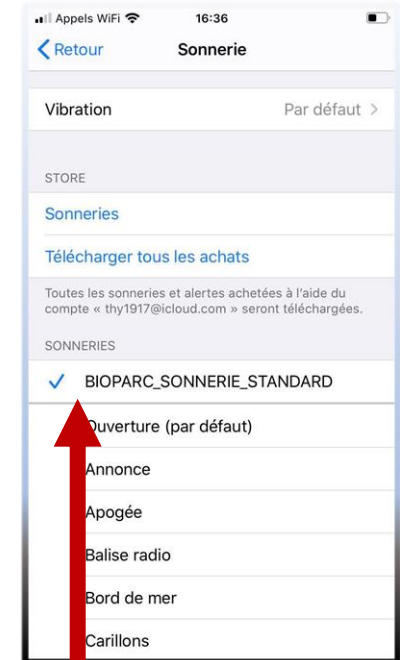 Appels WiFi 16:36
Retour Sonnerie
Vibration Par défaut
STORE
Sonneries
Télécharger tous les achats
Toutes les sonneries et alertes achetées à l'aide du
compte « thy1917@icloud.com » seront téléchargées.
SONNERIES
BIOPARC_SONNERIE_STANDARD
Ouverture (par défaut)
Annonce
Apogée
Balise radio
Bord de mer
Carillons